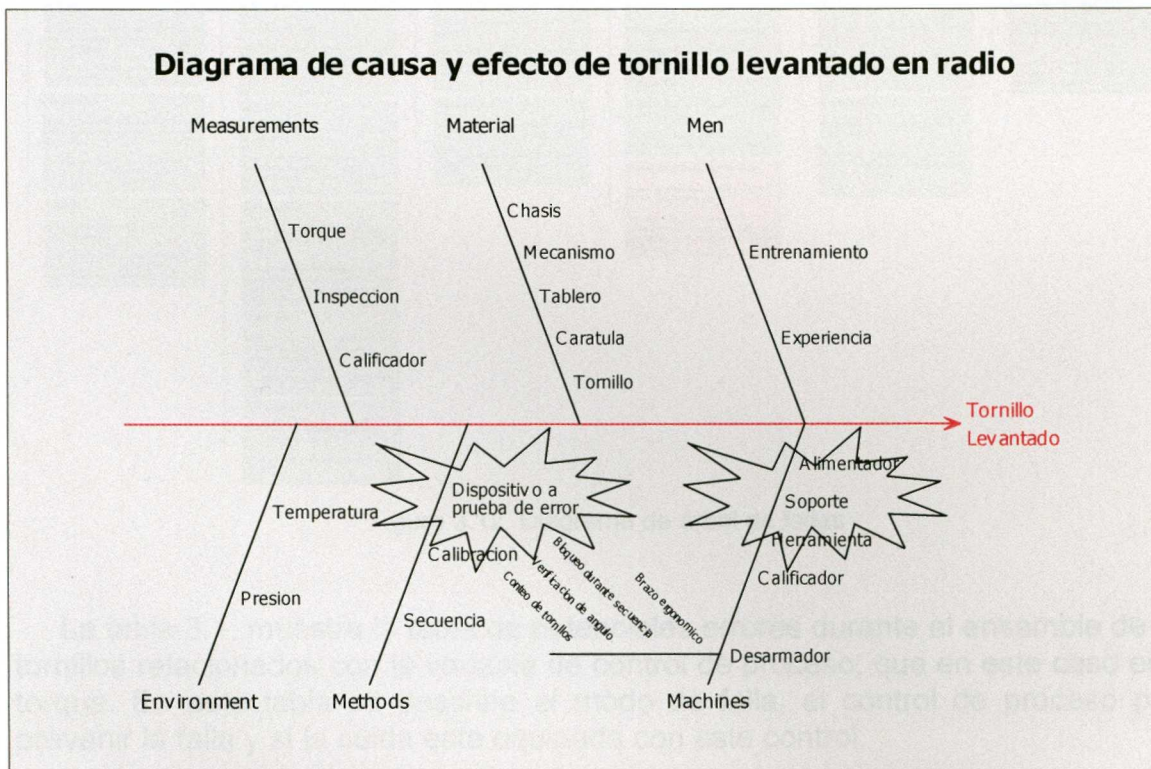 Diagrama de causa y efecto de tornillo levantado en radio
Measurements
Material
Men
Torque
Inspeccion
Calificador
Chasis
Mecanismo
Tablero
Caratula
Tornillo
Entrenamiento
Experiencia
Tornillo
Levantado
Temperatura
Presion
Dispositivo a
prueba de error
Calibracion
Secuencia
Conteo de tornillos
Verificacion de angulo
Bloqueo durante secuencia
Brazo ergonomico
Alimentador
Soporte
Herramienta
Calificador
Desarmador
Environment
Methods
Machines